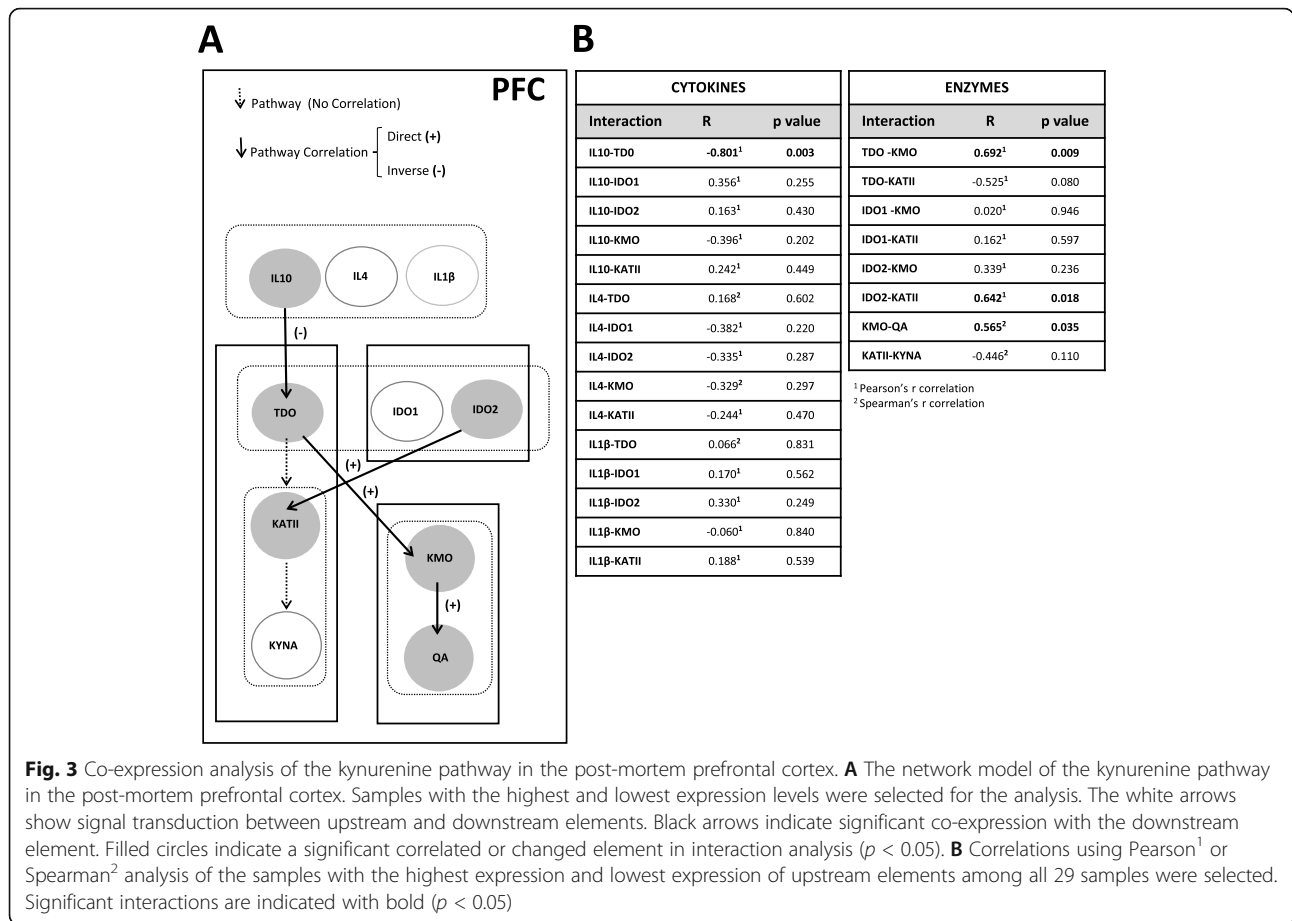 A
PFC
Pathway (No Correlation)
Pathway Correlation
Direct (+)
Inverse (-)
IL10
IL4
IL1β
(-)
TDO
IDO1
IDO2
(+)
(+)
KATII
KMO
(+)
KYNA
QA
B
CYTOKINES
Interaction R p value
IL10-TD0 -0.801¹ 0.003
IL10-IDO1 0.356¹ 0.255
IL10-IDO2 0.163¹ 0.430
IL10-KMO -0.396¹ 0.202
IL10-KATII 0.242¹ 0.449
IL4-TDO 0.168² 0.602
IL4-IDO1 -0.382¹ 0.220
IL4-IDO2 -0.335¹ 0.287
IL4-KMO -0.329² 0.297
IL4-KATII -0.244¹ 0.470
IL1β-TDO 0.066² 0.831
IL1β-IDO1 0.170¹ 0.562
IL1β-IDO2 0.330¹ 0.249
IL1β-KMO -0.060¹ 0.840
IL1β-KATII 0.188¹ 0.539
ENZYMES
Interaction R p value
TDO -KMO 0.692¹ 0.009
TDO-KATII -0.525¹ 0.080
IDO1 -KMO 0.020¹ 0.946
IDO1-KATII 0.162¹ 0.597
IDO2-KMO 0.339¹ 0.236
IDO2-KATII 0.642¹ 0.018
KMO-QA 0.565² 0.035
KATII-KYNA -0.446² 0.110
¹ Pearson's r correlation
² Spearman's r correlation
Fig. 3 Co-expression analysis of the kynurenine pathway in the post-mortem prefrontal cortex. A The network model of the kynurenine pathway
in the post-mortem prefrontal cortex. Samples with the highest and lowest expression levels were selected for the analysis. The white arrows
show signal transduction between upstream and downstream elements. Black arrows indicate significant co-expression with the downstream
element. Filled circles indicate a significant correlated or changed element in interaction analysis (p < 0.05). B Correlations using Pearson¹ or
Spearman² analysis of the samples with the highest expression and lowest expression of upstream elements among all 29 samples were selected.
Significant interactions are indicated with bold (p < 0.05)